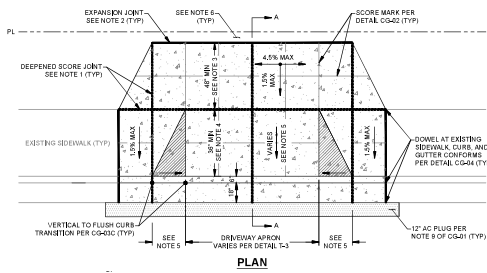 EXPANSION JOINT
SEE NOTE 2 (TYP)
SEE NOTE 6
(TYP)
A
SCORE MARK PER
DETAIL CG-02 (TYP)
PL
4.5% MAX
DEEPENED SCORE JOINT
SEE NOTE 1 (TYP)
48" MIN
SEE NOTE 3
1.5%
MAX
EXISTING SIDEWALK (TYP)
1.5% MAX
36" MIN
SEE NOTE 4
VARIES
SEE NOTE 5
1.5% MAX
DOWEL AT EXISTING
SIDEWALK, CURB, AND
GUTTER CONFORMS
PER DETAIL CG-04 (TYP)
18"
6"
VERTICAL TO FLUSH CURB
TRANSITION PER CG-03C (TYP)
SEE
NOTE 5
DRIVEWAY APRON
VARIES PER DETAIL T-3
A
SEE
NOTE 5
12" AC PLUG PER
NOTE 9 OF CG-01 (TYP)
PLAN